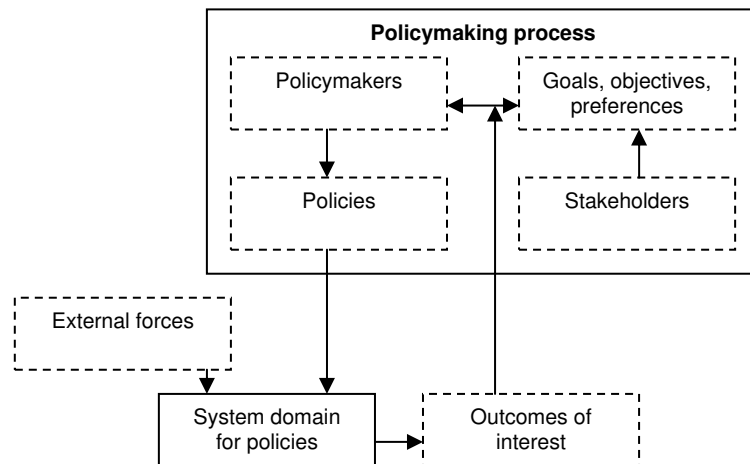 Policymaking process
Policymakers
Goals, objectives,
preferences
Policies
Stakeholders
External forces
System domain
for policies
Outcomes of
interest